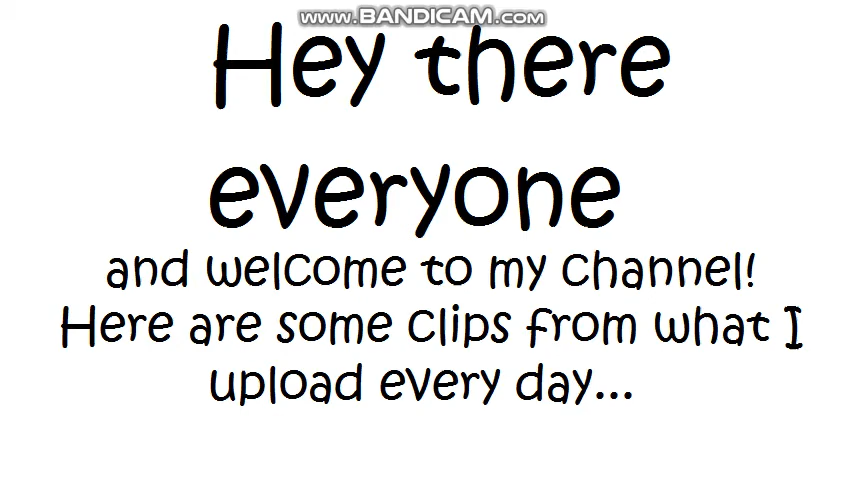 www.BANDICAM.com
Hey there
everyone
and welcome to my channel!
Here are some clips from what I
upload every day...